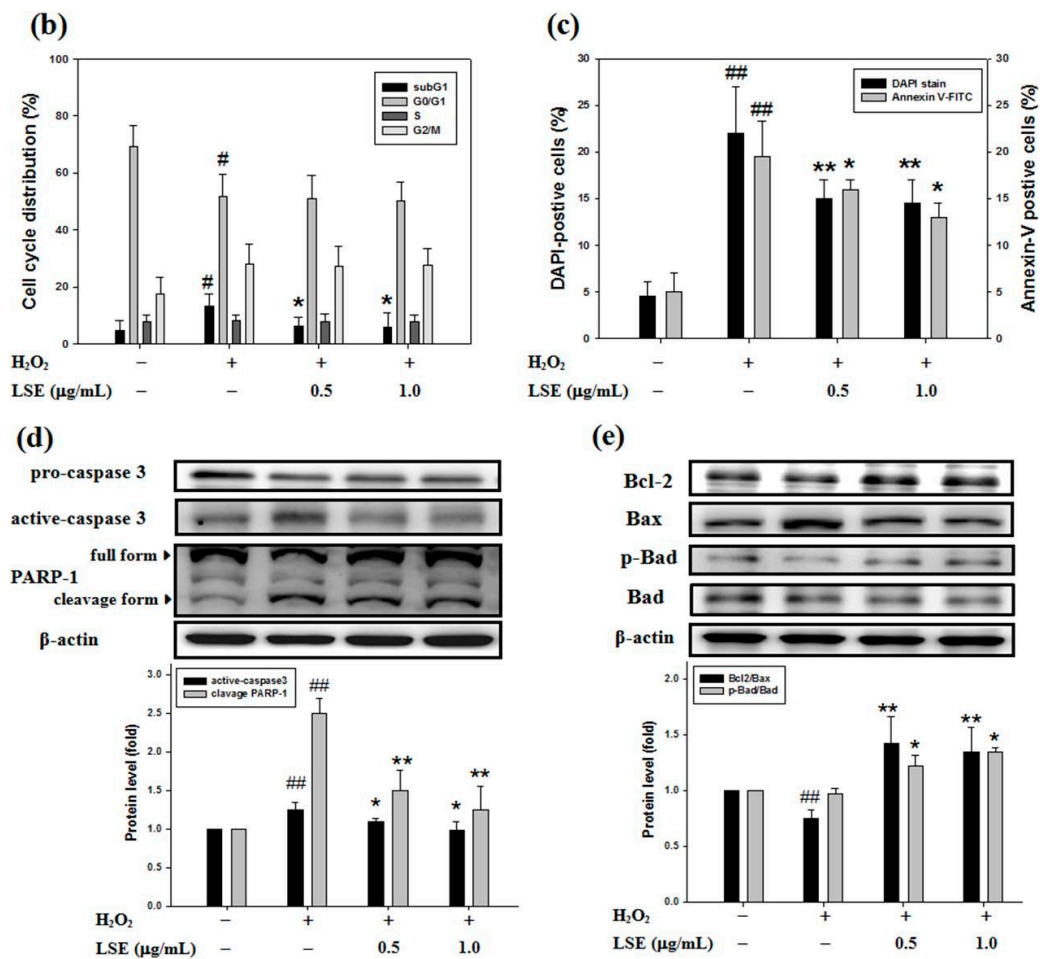 (b)
100
80
60
40
20
0
Cell cycle distribution (%)
subG1
G0/G1
S
G2/M
#
#
*
*
H₂O₂ – + + +
LSE (μg/mL) – – 0.5 1.0
(c)
30
25
20
15
10
5
0
DAPI-postive cells (%)
DAPI stain
Annexin V-FITC
##
##
**
*
**
*
30
25
20
15
10
5
0
Annexin-V postive cells (%)
H₂O₂ – + + +
LSE (μg/mL) – – 0.5 1.0
(d)
pro-caspase 3
active-caspase 3
full form
PARP-1
cleavage form
β-actin
3.0
2.5
2.0
1.5
1.0
0.5
0.0
Protein level (fold)
active-caspase3
clavage PARP-1
##
##
*
**
*
**
H₂O₂ – + + +
LSE (μg/mL) – – 0.5 1.0
(e)
Bcl-2
Bax
p-Bad
Bad
β-actin
2.0
1.5
1.0
0.5
0.0
Protein level (fold)
Bcl2/Bax
p-Bad/Bad
##
**
*
**
*
H₂O₂ – + + +
LSE (μg/mL) – – 0.5 1.0